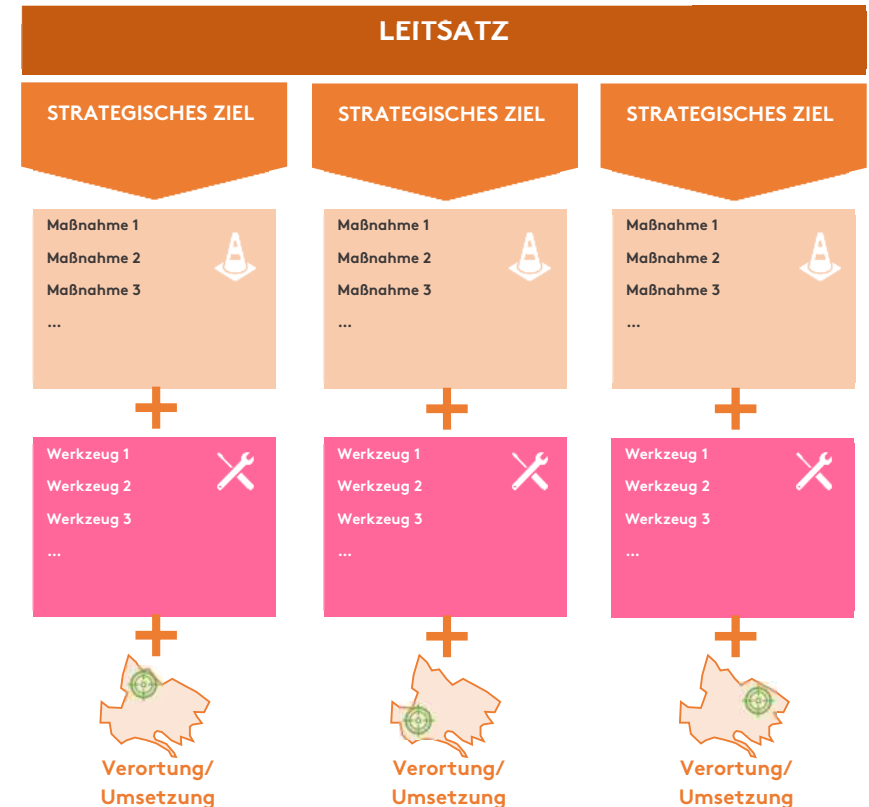 LEITSATZ
STRATEGISCHES ZIEL
STRATEGISCHES ZIEL
STRATEGISCHES ZIEL
Maßnahme 1
Maßnahme 2
Maßnahme 3
...
Maßnahme 1
Maßnahme 2
Maßnahme 3
...
Maßnahme 1
Maßnahme 2
Maßnahme 3
...
Werkzeug 1
Werkzeug 2
Werkzeug 3
...
Werkzeug 1
Werkzeug 2
Werkzeug 3
...
Werkzeug 1
Werkzeug 2
Werkzeug 3
...
Verortung/
Umsetzung
Verortung/
Umsetzung
Verortung/
Umsetzung